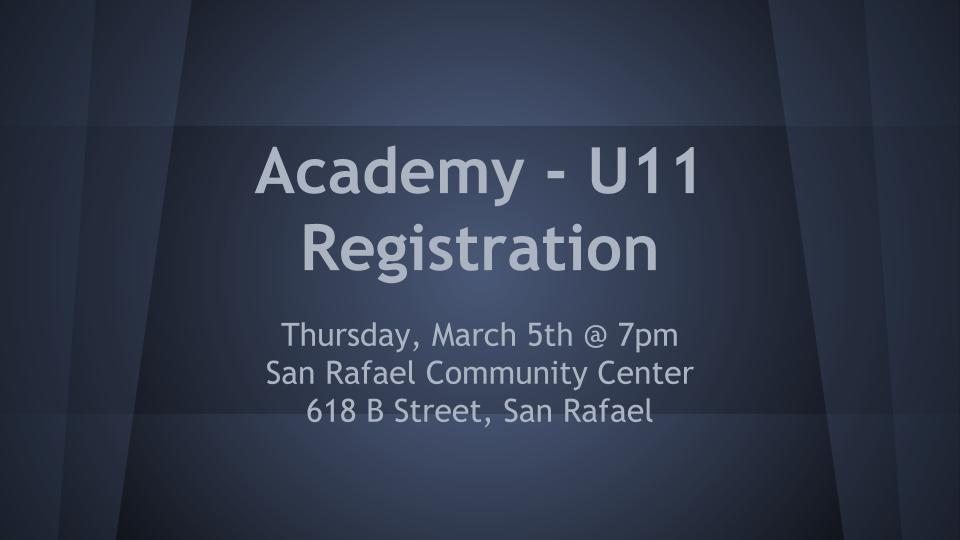 Academy - U11
Registration
Thursday, March 5th @ 7pm
San Rafael Community Center
618 B Street, San Rafael